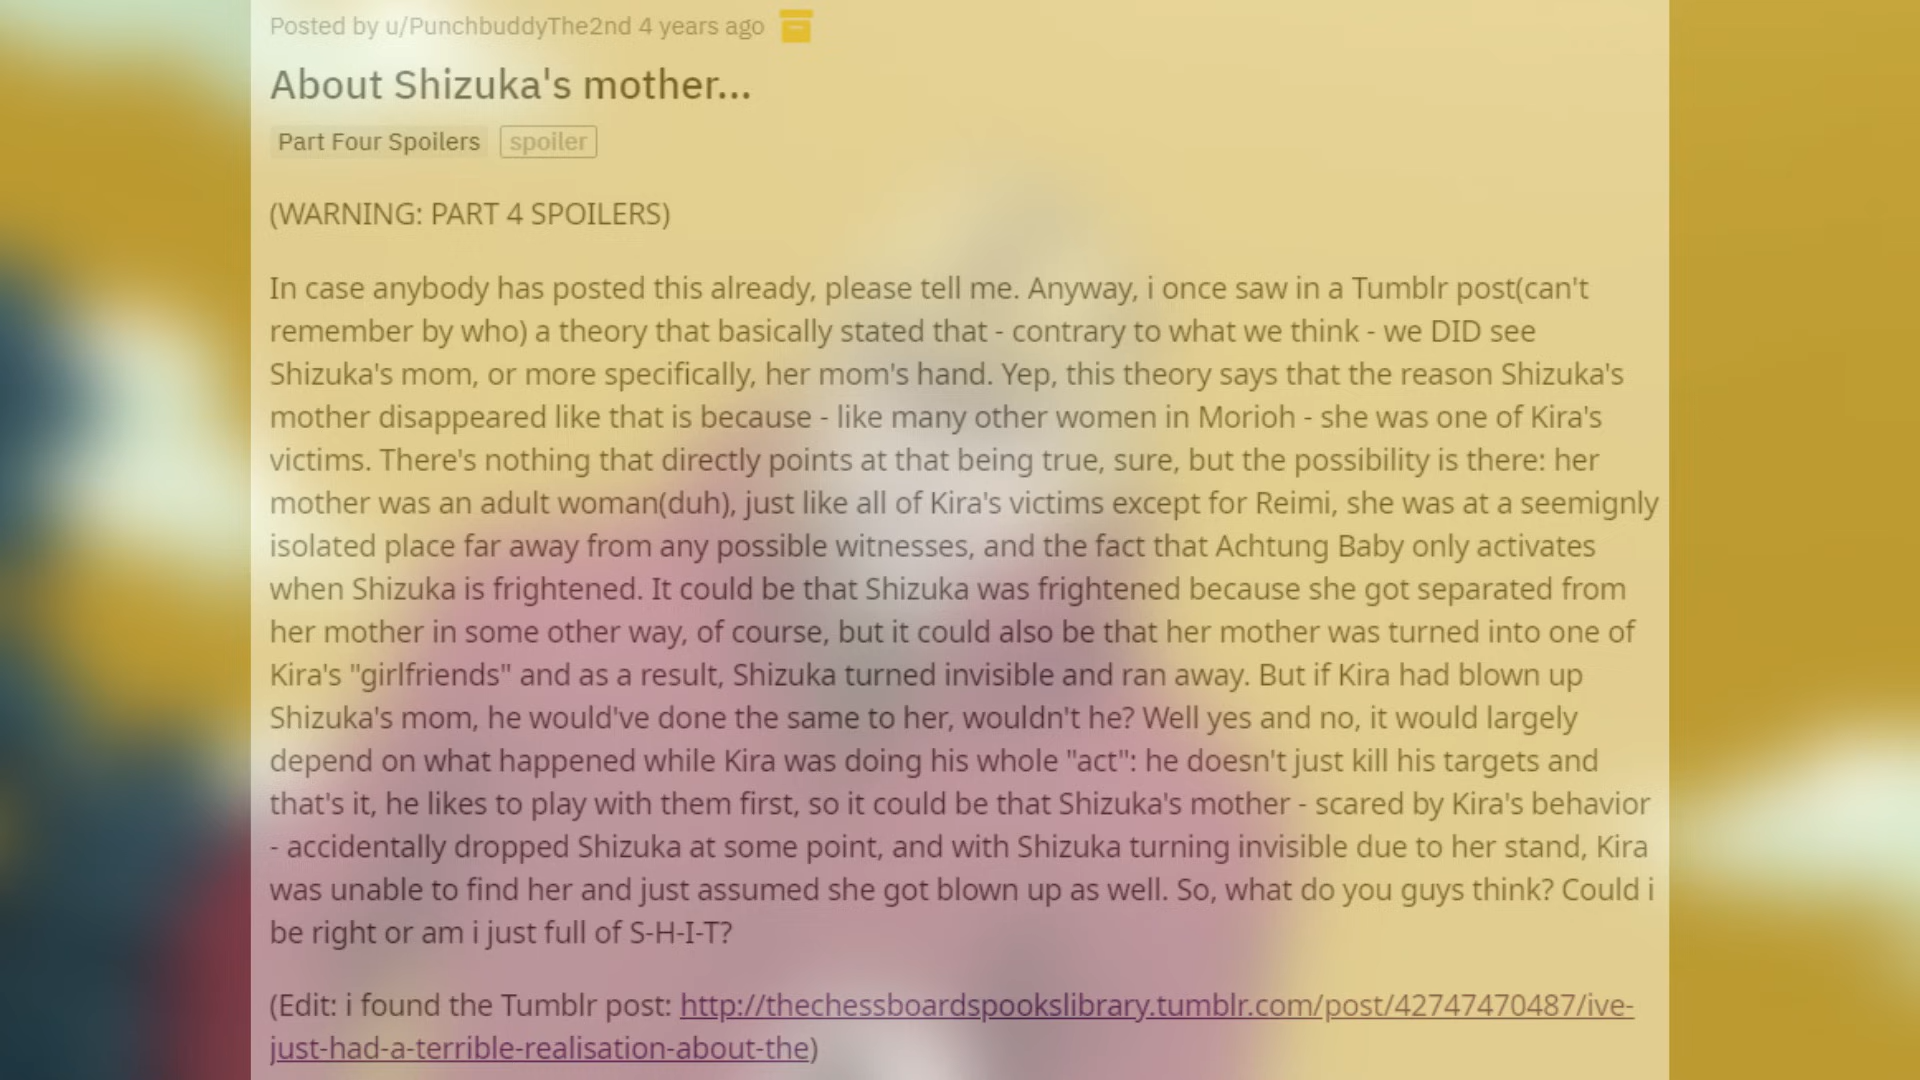 Posted by u/PunchbuddyThe2nd 4 years ago
About Shizuka's mother...
Part Four Spoilers spoiler
(WARNING: PART 4 SPOILERS)
In case anybody has posted this already, please tell me. Anyway, i once saw in a Tumblr post(can't
remember by who) a theory that basically stated that - contrary to what we think - we DID see
Shizuka's mom, or more specifically, her mom's hand. Yep, this theory says that the reason Shizuka's
mother disappeared like that is because - like many other women in Morioh - she was one of Kira's
victims. There's nothing that directly points at that being true, sure, but the possibility is there: her
mother was an adult woman(duh), just like all of Kira's victims except for Reimi, she was at a seemignly
isolated place far away from any possible witnesses, and the fact that Achtung Baby only activates
when Shizuka is frightened. It could be that Shizuka was frightened because she got separated from
her mother in some other way, of course, but it could also be that her mother was turned into one of
Kira's "girlfriends" and as a result, Shizuka turned invisible and ran away. But if Kira had blown up
Shizuka's mom, he would've done the same to her, wouldn't he? Well yes and no, it would largely
depend on what happened while Kira was doing his whole "act": he doesn't just kill his targets and
that's it, he likes to play with them first, so it could be that Shizuka's mother - scared by Kira's behavior
- accidentally dropped Shizuka at some point, and with Shizuka turning invisible due to her stand, Kira
was unable to find her and just assumed she got blown up as well. So, what do you guys think? Could i
be right or am i just full of S-H-I-T?
(Edit: i found the Tumblr post: http://thechessboardspookslibrary.tumblr.com/post/42747470487/ive-
just-had-a-terrible-realisation-about-the)